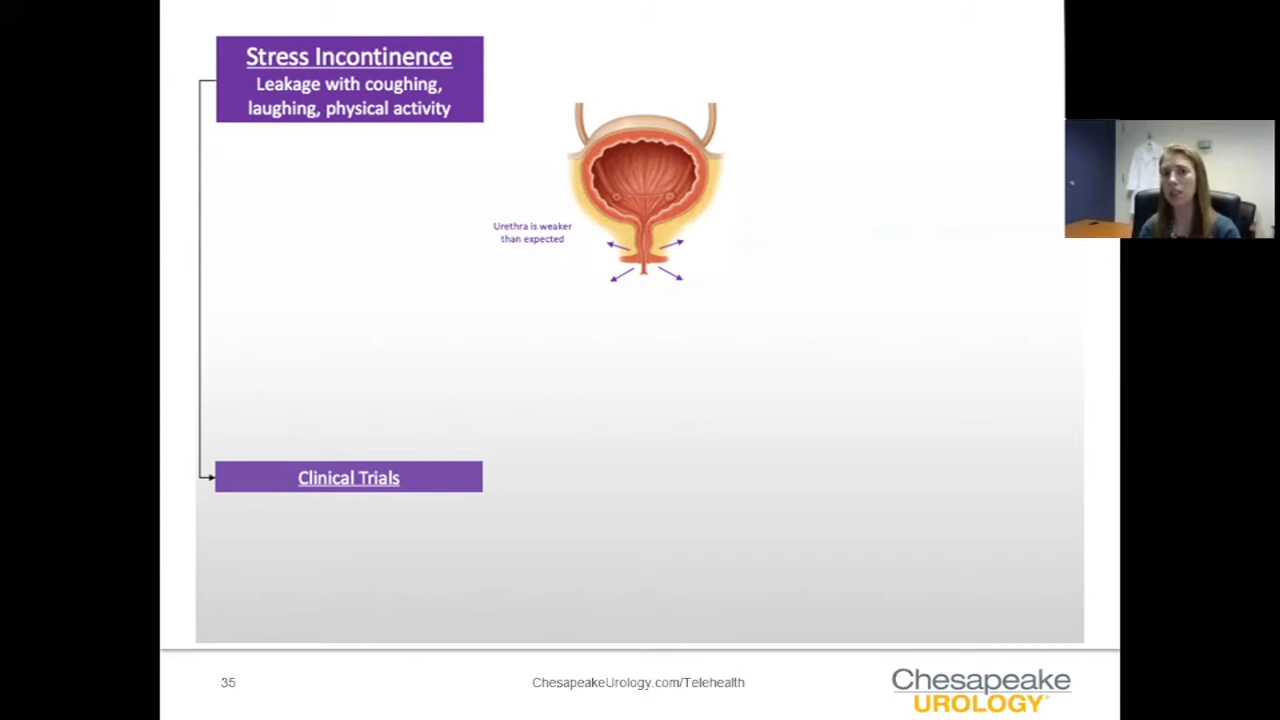 Stress Incontinence
Leakage with coughing,
laughing, physical activity
Urethra is weaker
than expected
Clinical Trials
35
ChesapeakeUrology.com/Telehealth
Chesapeake
UROLOGY